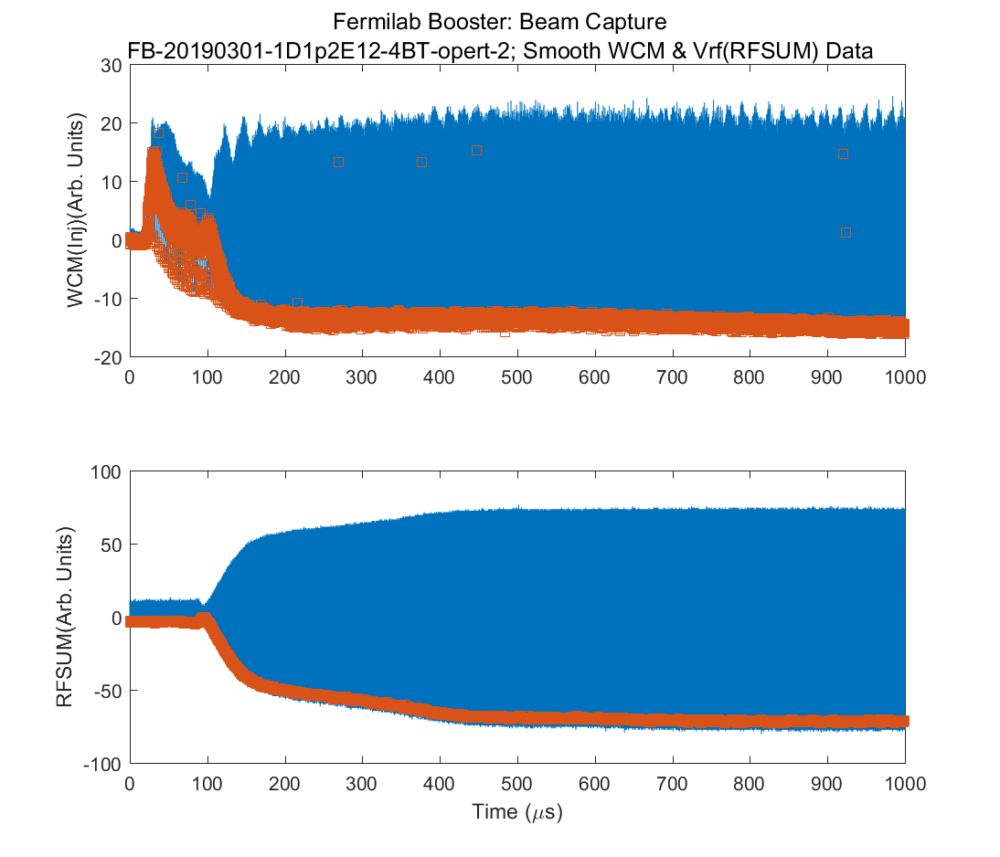 Fermilab Booster: Beam Capture
FB-20190301-1D1p2E12-4BT-opert-2; Smooth WCM & Vrf(RFSUM) Data
WCM(Inj)(Arb. Units)
30
20
10
0
-10
-20
0 100 200 300 400 500 600 700 800 900 1000
RFSUM(Arb. Units)
100
50
0
-50
-100
0 100 200 300 400 500 600 700 800 900 1000
Time (μs)